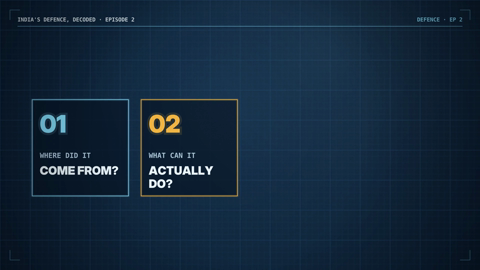 INDIA'S DEFENCE, DECODED · EPISODE 2
DEFENCE · EP 2
01
WHERE DID IT
COME FROM?
02
WHAT CAN IT
ACTUALLY
DO?